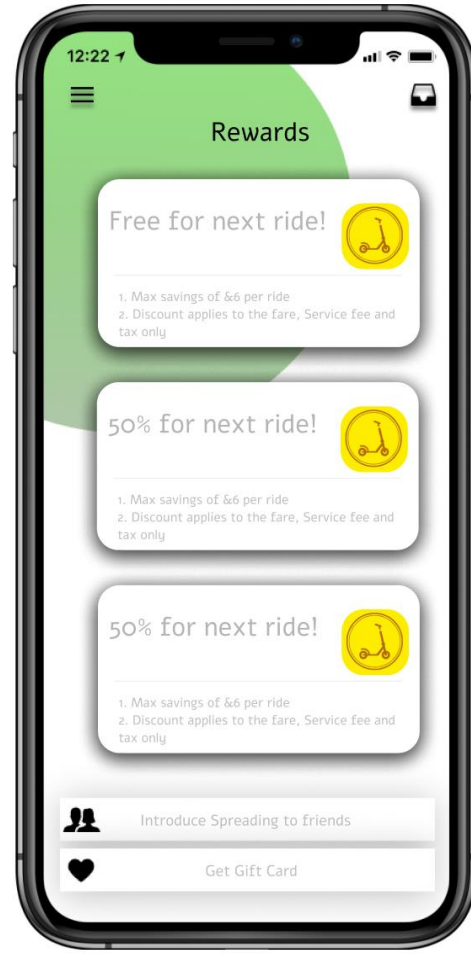 12:22
Rewards
Free for next ride!
1. Max savings of &6 per ride
2. Discount applies to the fare, Service fee and
tax only
50% for next ride!
1. Max savings of &6 per ride
2. Discount applies to the fare, Service fee and
tax only
50% for next ride!
1. Max savings of &6 per ride
2. Discount applies to the fare, Service fee and
tax only
Introduce Spreading to friends
Get Gift Card